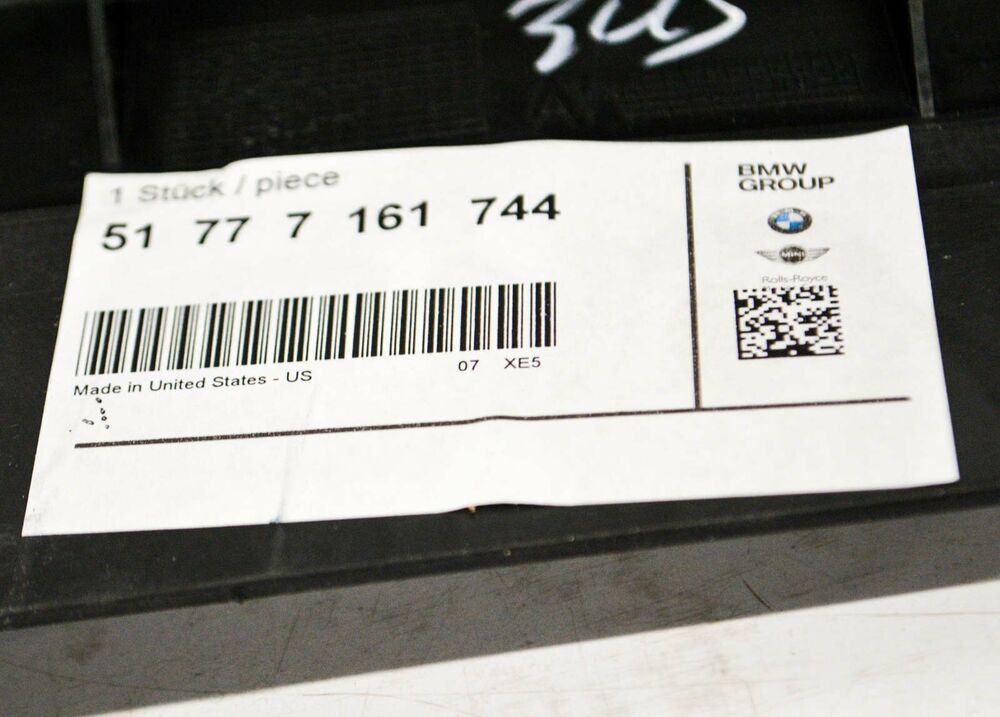 1 Stück / piece
51 77 7 161 744
Made in United States - US
07 XE5
BMW
GROUP
MINI
Rolls-Royce